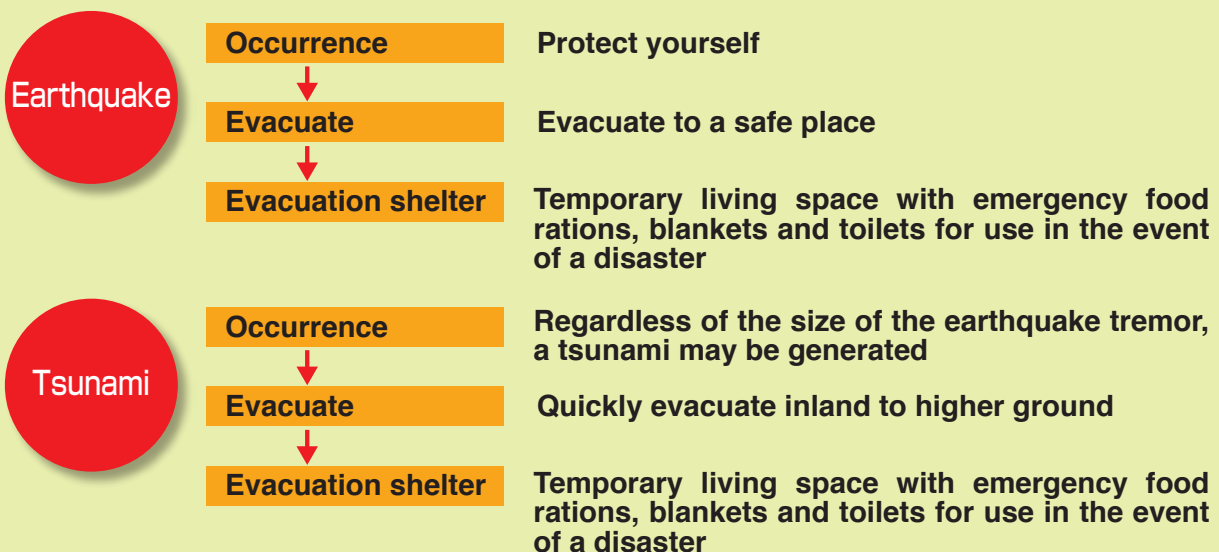 Earthquake
Occurrence
Protect yourself
Evacuate
Evacuate to a safe place
Evacuation shelter
Temporary living space with emergency food
rations, blankets and toilets for use in the event
of a disaster
Tsunami
Occurrence
Regardless of the size of the earthquake tremor,
a tsunami may be generated
Evacuate
Quickly evacuate inland to higher ground
Evacuation shelter
Temporary living space with emergency food
rations, blankets and toilets for use in the event
of a disaster